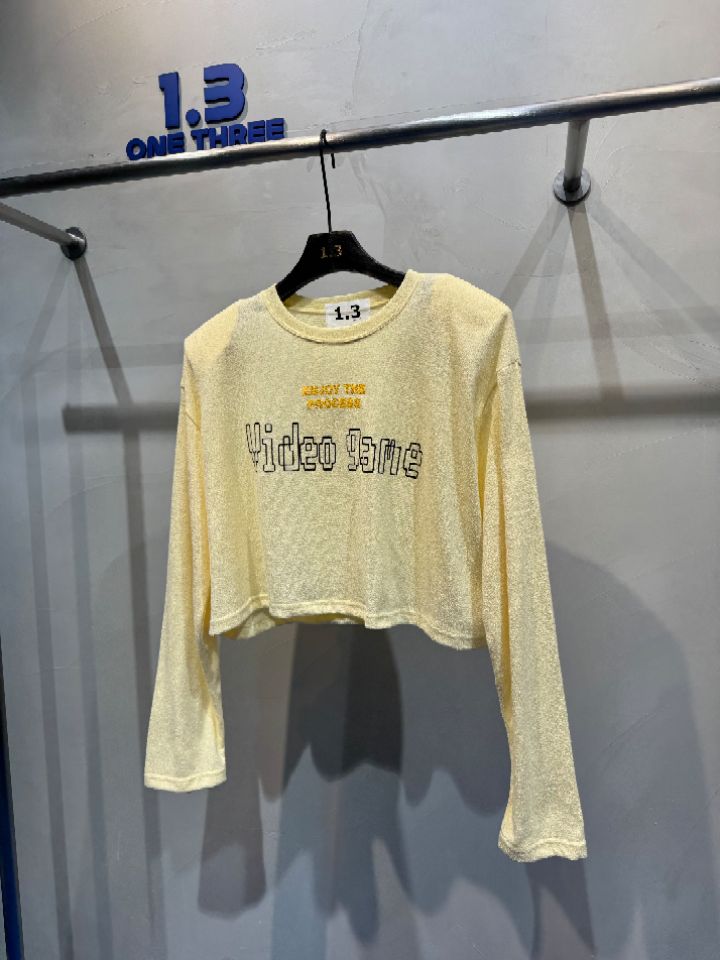 1.3
ONE THREE
1.3
1.3
ENJOY THE
PROCESS
Video game